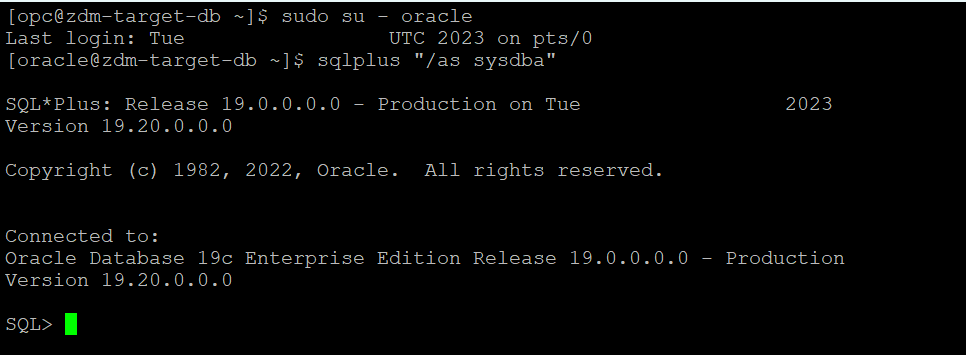 [opc@zdm-target-db ~]$ sudo su - oracle
Last login: Tue UTC 2023 on pts/0
[oracle@zdm-target-db ~]$ sqlplus "/as sysdba"
SQL*Plus: Release 19.0.0.0.0 - Production on Tue 2023
Version 19.20.0.0.0
Copyright (c) 1982, 2022, Oracle.  All rights reserved.
Connected to:
Oracle Database 19c Enterprise Edition Release 19.0.0.0.0 - Production
Version 19.20.0.0.0
SQL>